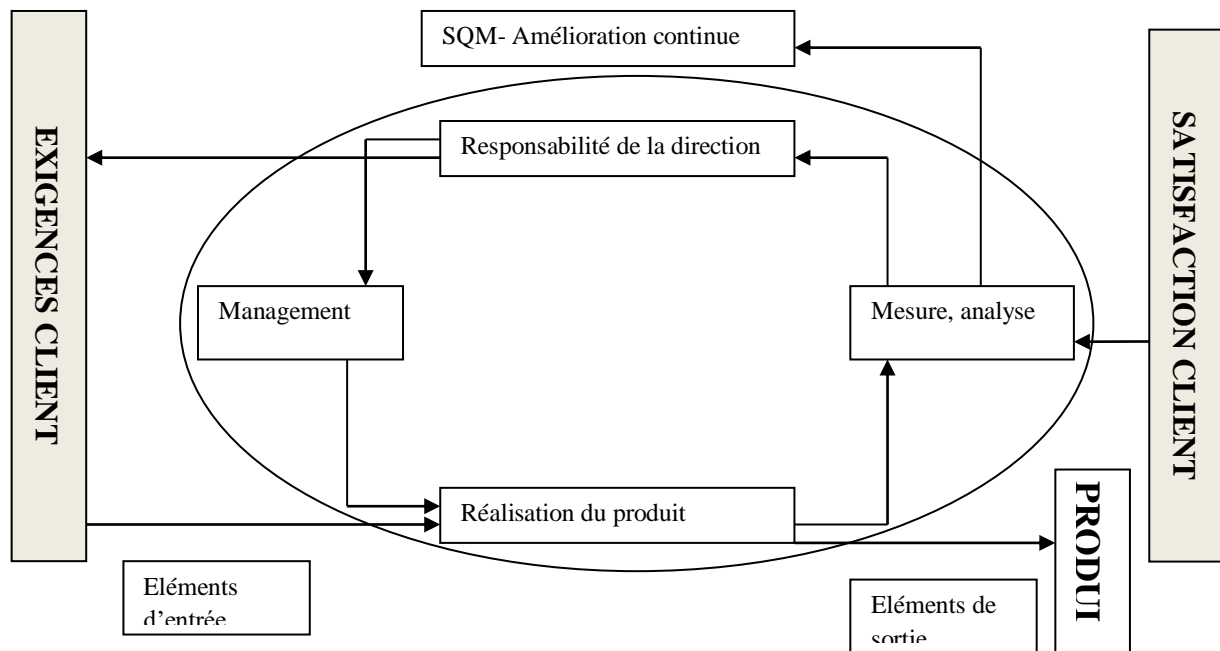 SQM- Amélioration continue
EXIGENCES CLIENT
Responsabilité de la direction
SATISFACTION CLIENT
Management
Mesure, analyse
Réalisation du produit
PRODUI
Eléments
d’entrée
Eléments de
sortie